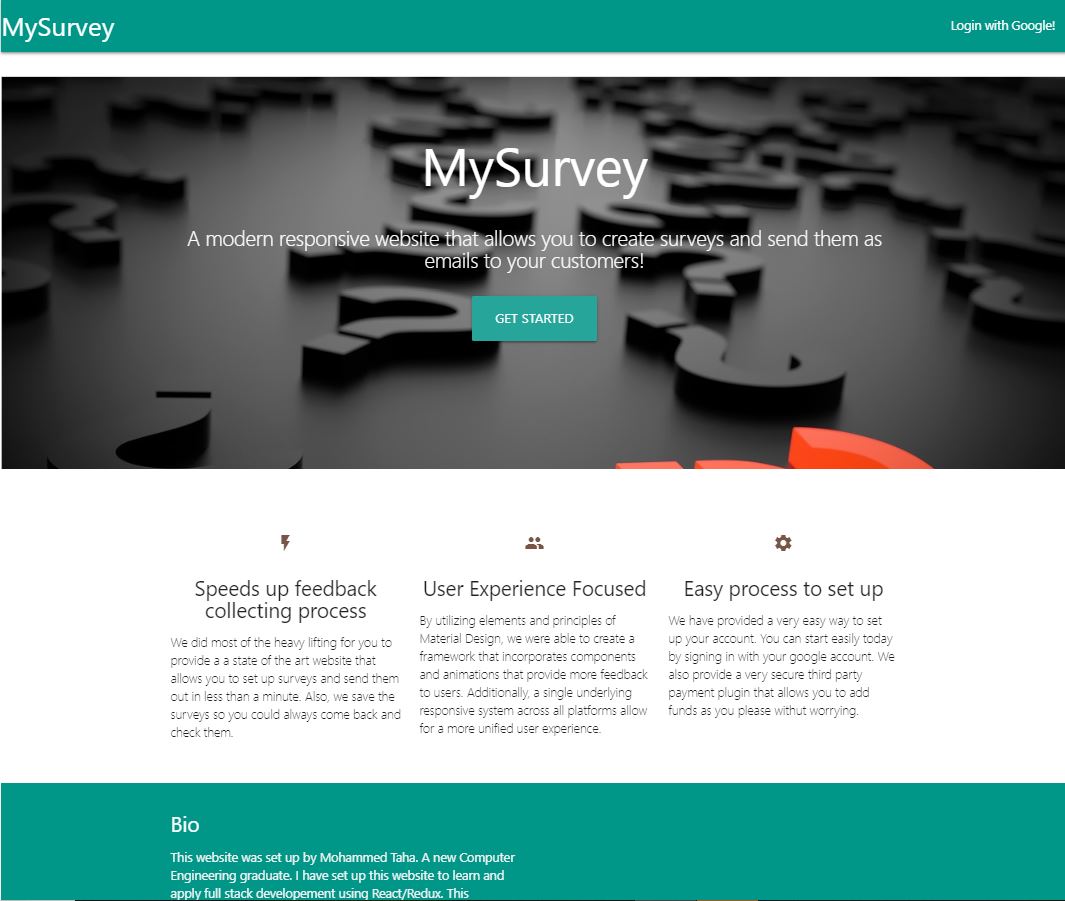 MySurvey
Login with Google!
MySurvey
A modern responsive website that allows you to create surveys and send them as
emails to your customers!
GET STARTED
Speeds up feedback
collecting process
We did most of the heavy lifting for you to
provide a a state of the art website that
allows you to set up surveys and send them
out in less than a minute. Also, we save the
surveys so you could always come back and
check them.
User Experience Focused
By utilizing elements and principles of
Material Design, we were able to create a
framework that incorporates components
and animations that provide more feedback
to users. Additionally, a single underlying
responsive system across all platforms allow
for a more unified user experience.
Easy process to set up
We have provided a very easy way to set
up your account. You can start easily today
by signing in with your google account. We
also provide a very secure third party
payment plugin that allows you to add
funds as you please withut worrying.
Bio
This website was set up by Mohammed Taha. A new Computer
Engineering graduate. I have set up this website to learn and
apply full stack developement using React/Redux. This